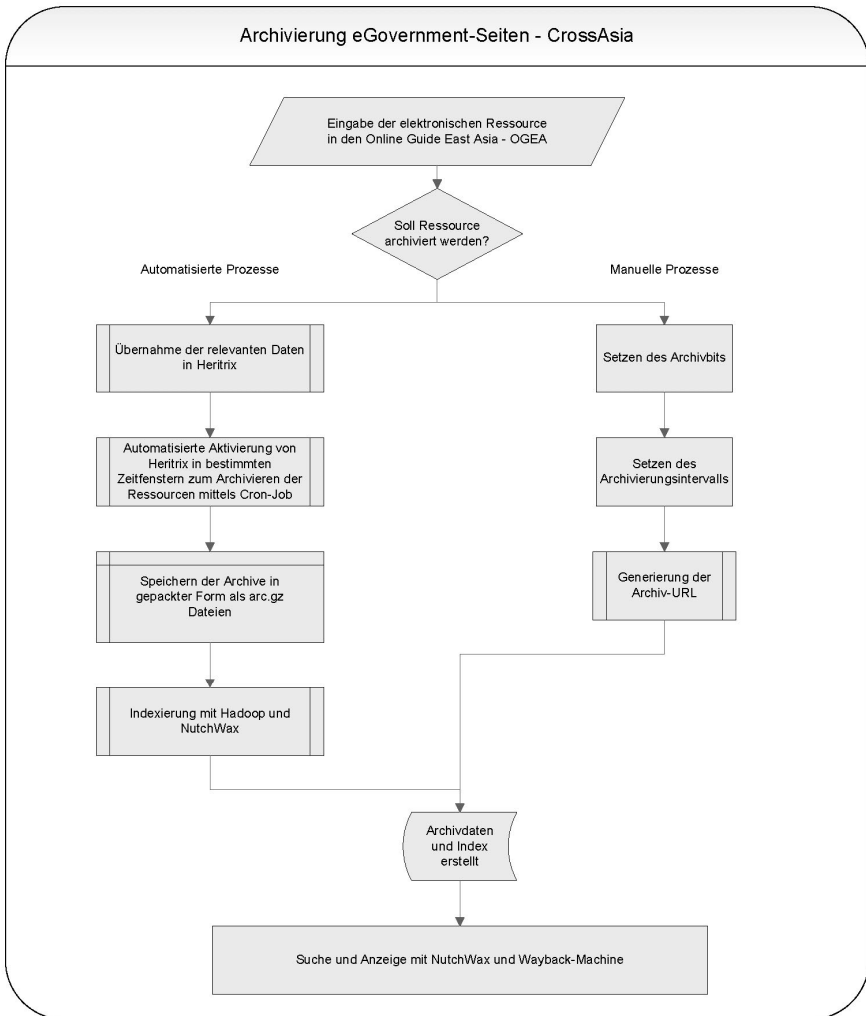 Archivierung eGovernment-Seiten - CrossAsia
Eingabe der elektronischen Ressource
in den Online Guide East Asia - OGEA
Soll Ressource
archiviert werden?
Automatisierte Prozesse
Manuelle Prozesse
Übernahme der relevanten Daten
in Heritrix
Setzen des Archivbits
Automatisierte Aktivierung von
Heritrix in bestimmten
Zeitfenstern zum Archivieren der
Ressourcen mittels Cron-Job
Setzen des
Archivierungsintervalls
Speichern der Archive in
gepackter Form als arc.gz
Dateien
Generierung der
Archiv-URL
Indexierung mit Hadoop und
NutchWax
Archivdaten
und Index
erstellt
Suche und Anzeige mit NutchWax und Wayback-Machine